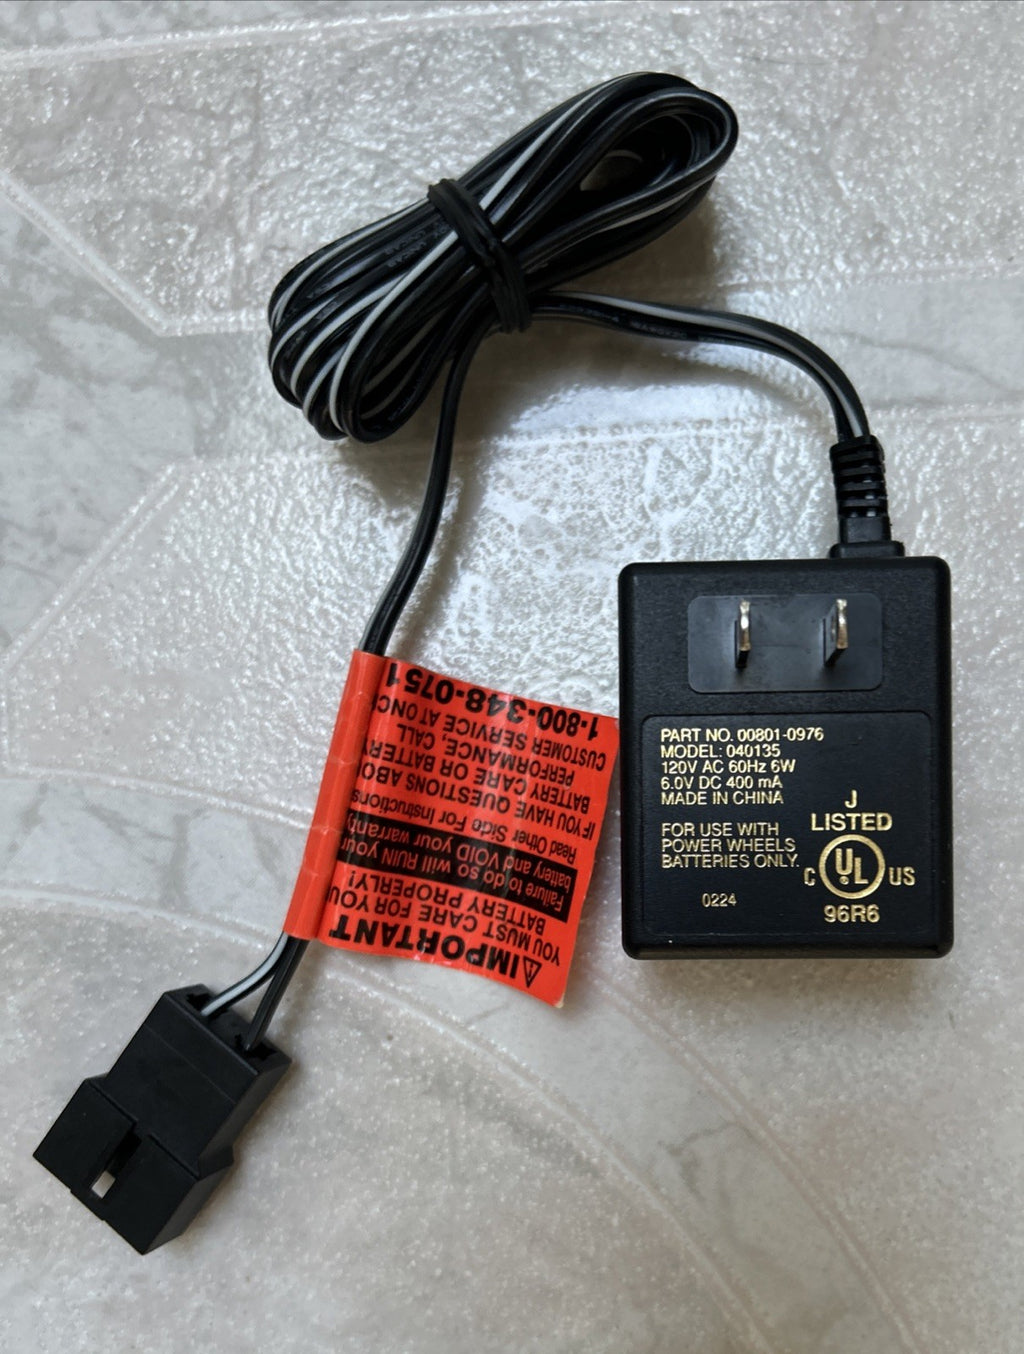 PART NO. 00801-0976
MODEL: 040135
120V AC 60Hz 6W
6.0V DC 400 mA
MADE IN CHINA
FOR USE WITH
POWER WHEELS
BATTERIES ONLY.
0224
J
LISTED
C UL US
96R6
IMPORTANT
YOU MUST CARE FOR YOU
BATTERY PROPERLY!
Failure to do so will RUIN your
battery and VOID your warranty
Read Other Side For Instructions
IF YOU HAVE QUESTIONS ABO
BATTERY CARE OR BATTERY
PERFORMANCE, CALL
CUSTOMER SERVICE AT ONC
1-800-348-0751